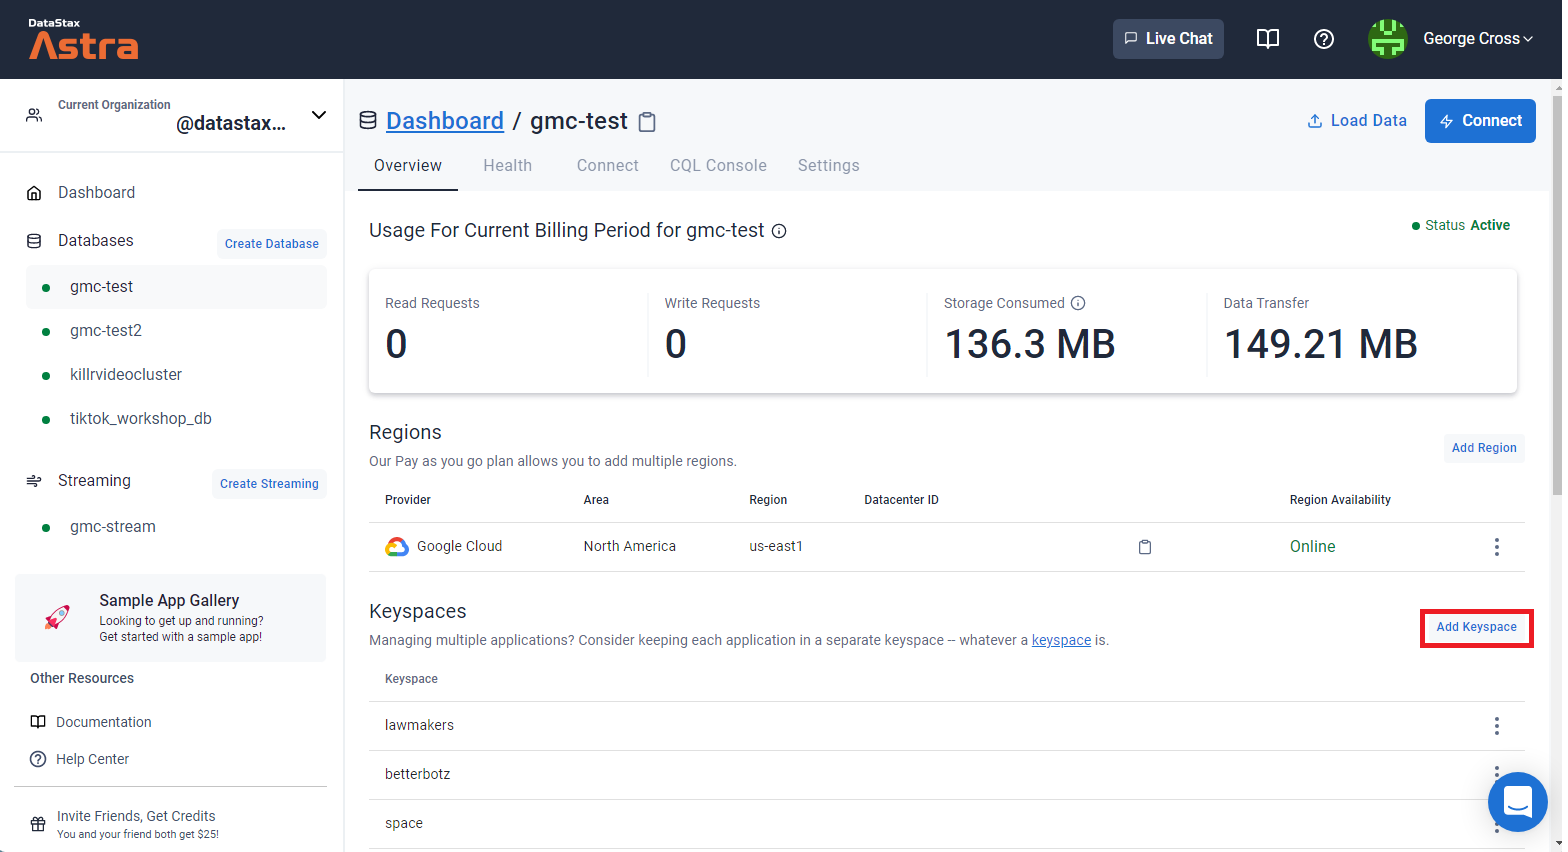 DataStax
Astra
Live Chat
George Cross
Current Organization
@datastax...
Dashboard
Databases
Create Database
gmc-test
gmc-test2
killrvideocluster
tiktok_workshop_db
Streaming
Create Streaming
gmc-stream
Sample App Gallery
Looking to get up and running?
Get started with a sample app!
Other Resources
Documentation
Help Center
Invite Friends, Get Credits
You and your friend both get $25!
Dashboard / gmc-test
Load Data
Connect
Overview Health Connect CQL Console Settings
Usage For Current Billing Period for gmc-test
Status Active
Read Requests Write Requests Storage Consumed Data Transfer
0 0 136.3 MB 149.21 MB
Regions
Our Pay as you go plan allows you to add multiple regions.
Add Region
Provider Area Region Datacenter ID Region Availability
Google Cloud North America us-east1 Online
Keyspaces
Managing multiple applications? Consider keeping each application in a separate keyspace -- whatever a keyspace is.
Add Keyspace
Keyspace
lawmakers
betterbotz
space